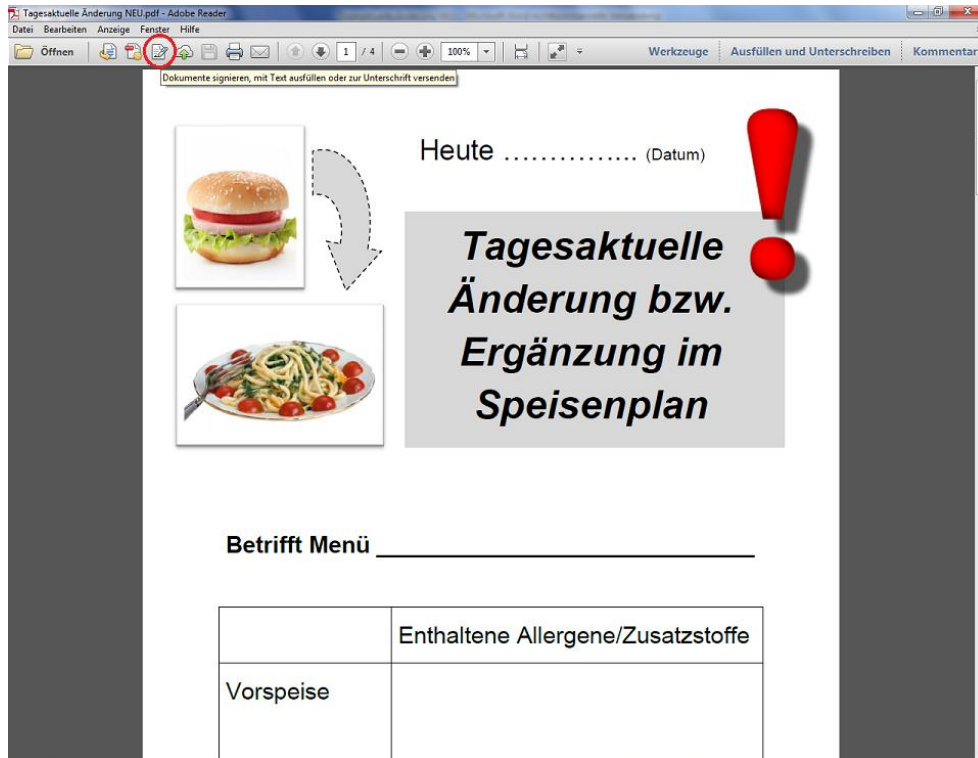 Tagesaktuelle Änderung NEU.pdf - Adobe Reader
Datei Bearbeiten Anzeige Fenster Hilfe
Öffnen 1 / 4 100% Werkzeuge Ausfüllen und Unterschreiben Kommentar
Dokumente signieren, mit Text ausfüllen oder zur Unterschrift versenden
Heute …………… (Datum)
Tagesaktuelle
Änderung bzw.
Ergänzung im
Speisenplan
Betrifft Menü ______________________________
Enthaltene Allergene/Zusatzstoffe
Vorspeise